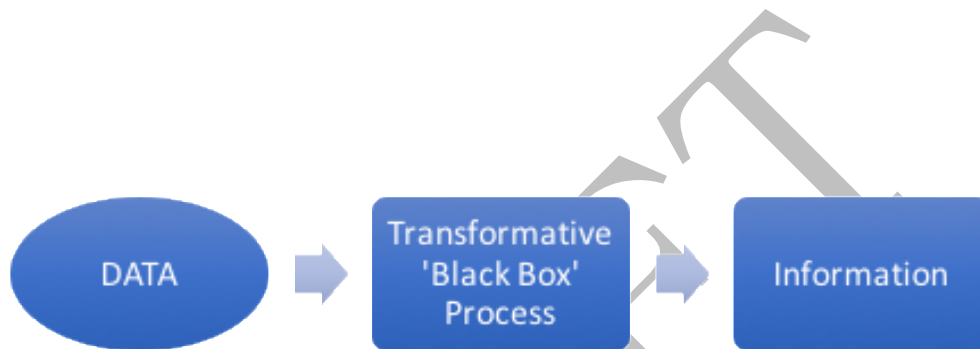 DATA
Transformative
'Black Box'
Process
Information